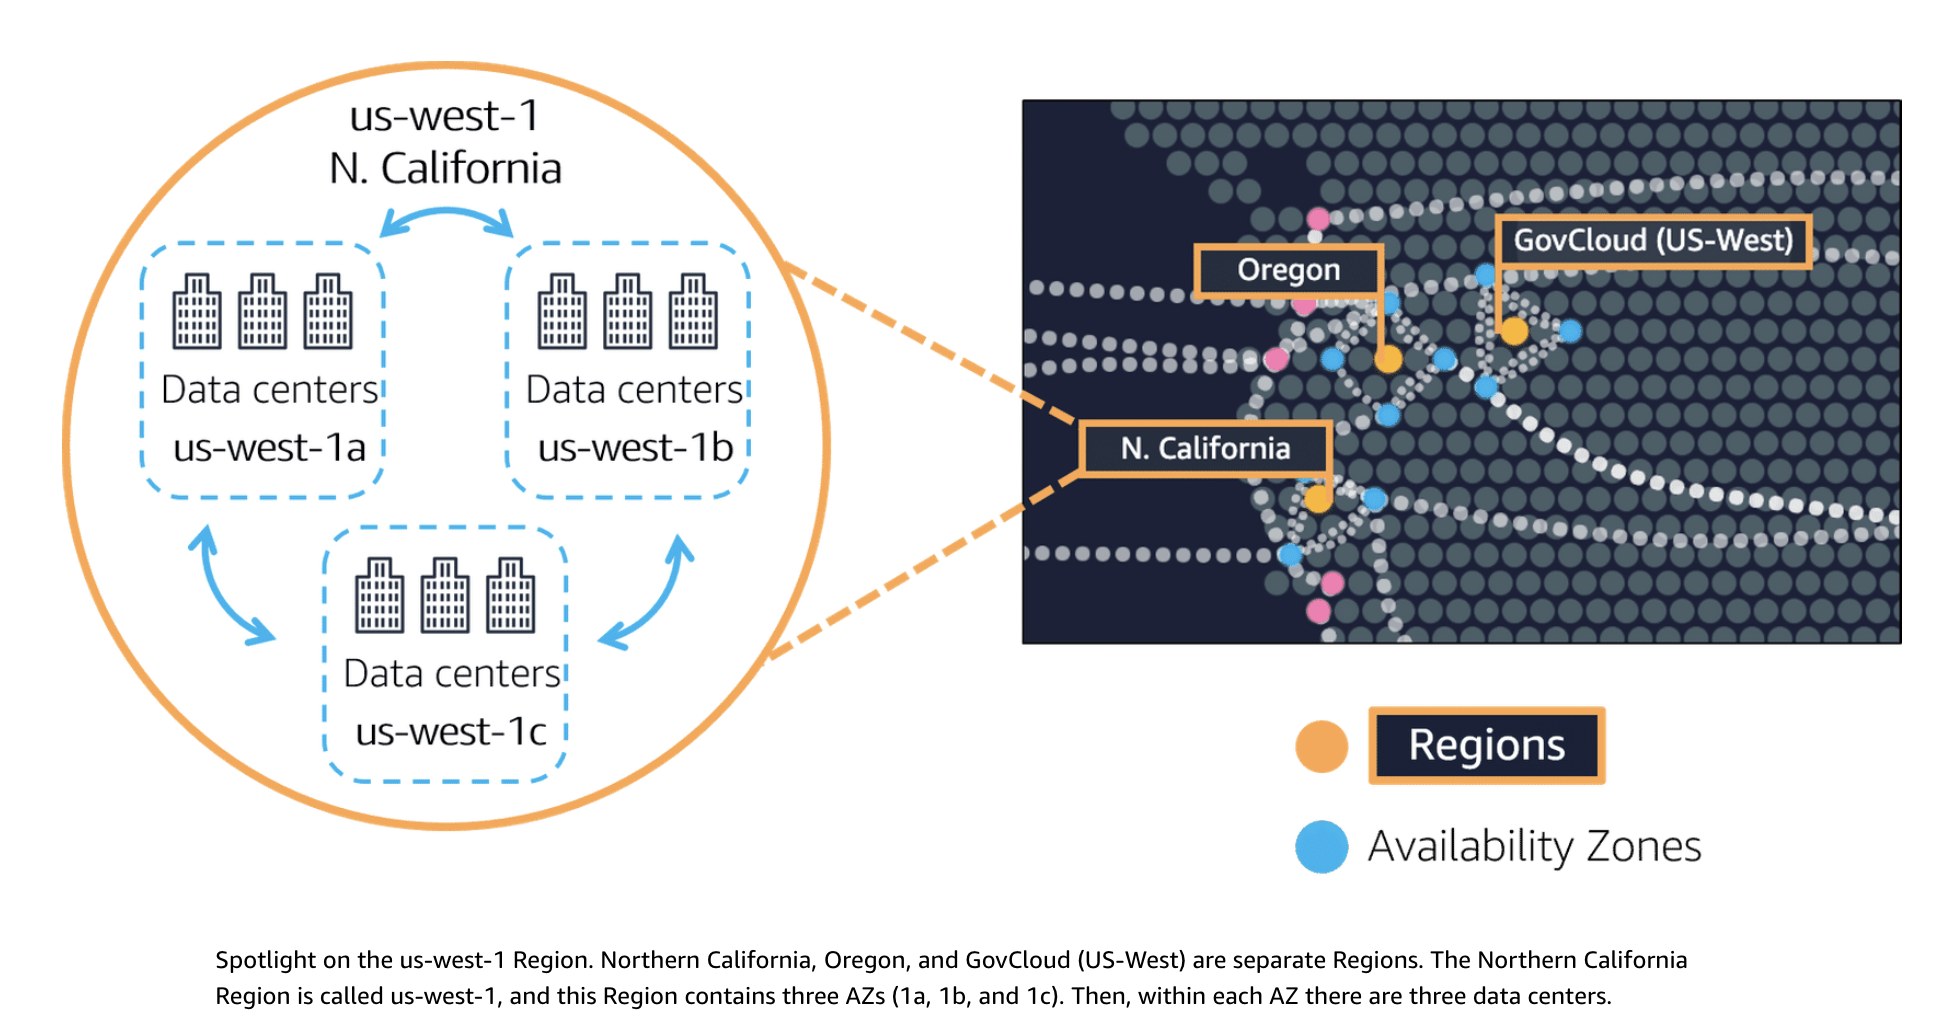 us-west-1
N. California
Data centers
us-west-1a
Data centers
us-west-1b
Data centers
us-west-1c
Oregon
GovCloud (US-West)
N. California
Regions
Availability Zones
Spotlight on the us-west-1 Region. Northern California, Oregon, and GovCloud (US-West) are separate Regions. The Northern California
Region is called us-west-1, and this Region contains three AZs (1a, 1b, and 1c). Then, within each AZ there are three data centers.